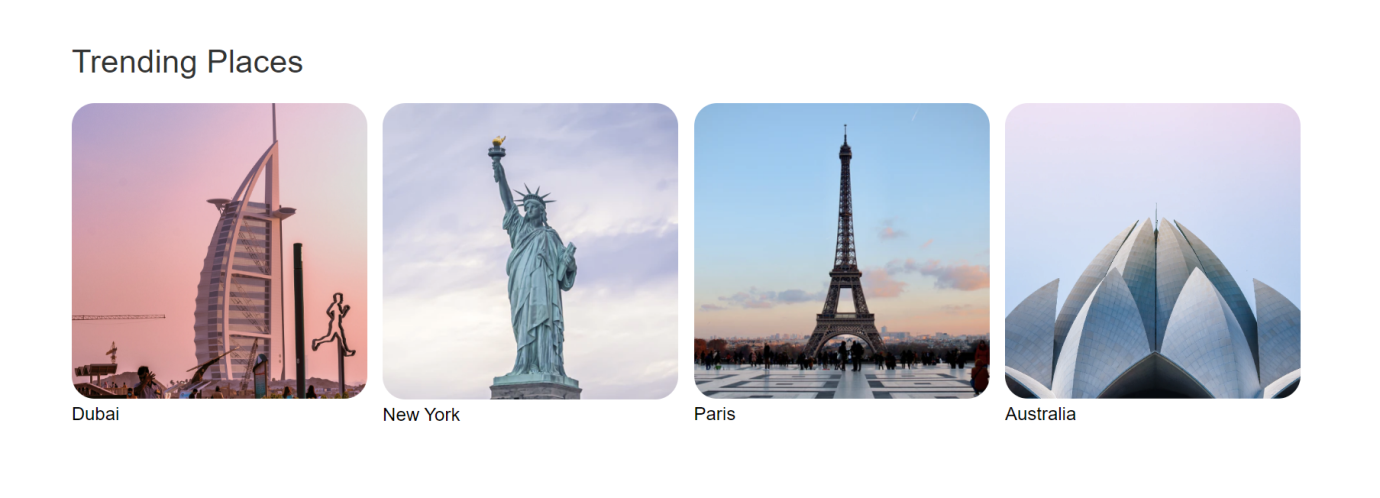 Trending Places
Dubai
New York
Paris
Australia